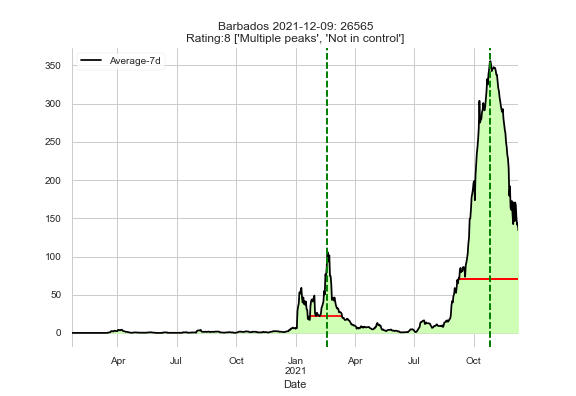 Barbados 2021-12-09: 26565
Rating:8 ['Multiple peaks', 'Not in control']
Average-7d
350
300
250
200
150
100
50
0
Apr Jul Oct Jan Apr Jul Oct
2021
Date